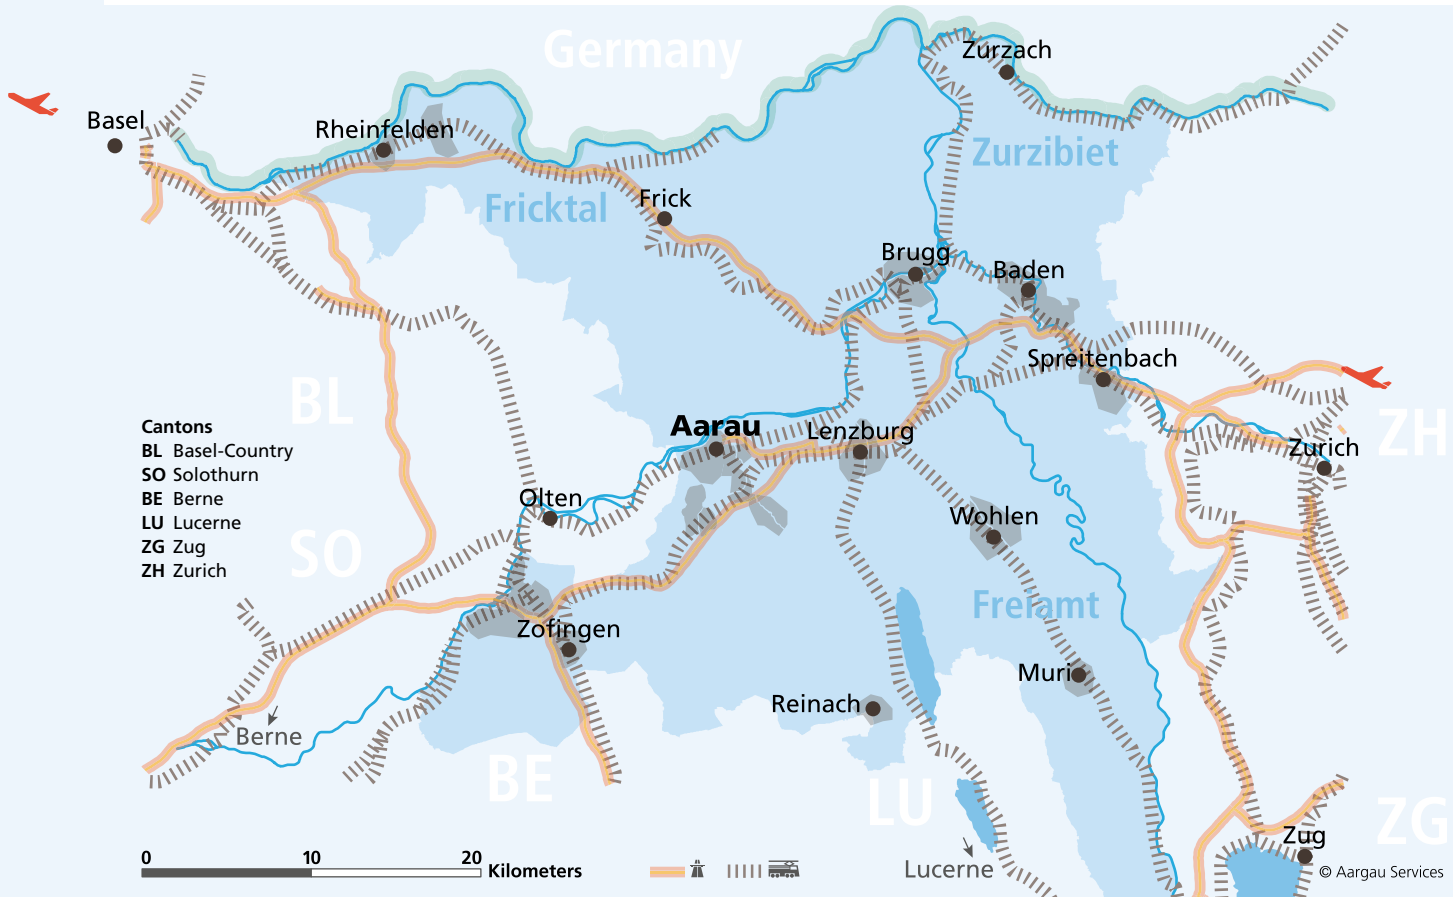 Germany
Zurzach
Basel
Rheinfelden
Zurzibiet
Frick
Fricktal
Brugg
Baden
Spreitenbach
BL
ZH
Cantons
BL Basel-Country
SO Solothurn
BE Berne
LU Lucerne
ZG Zug
ZH Zurich
Aarau
Lenzburg
Zurich
Olten
Wohlen
SO
Freiamt
Zofingen
Muri
Reinach
Berne
BE
LU
ZG
Zug
Lucerne
0 10 20 Kilometers
© Aargau Services